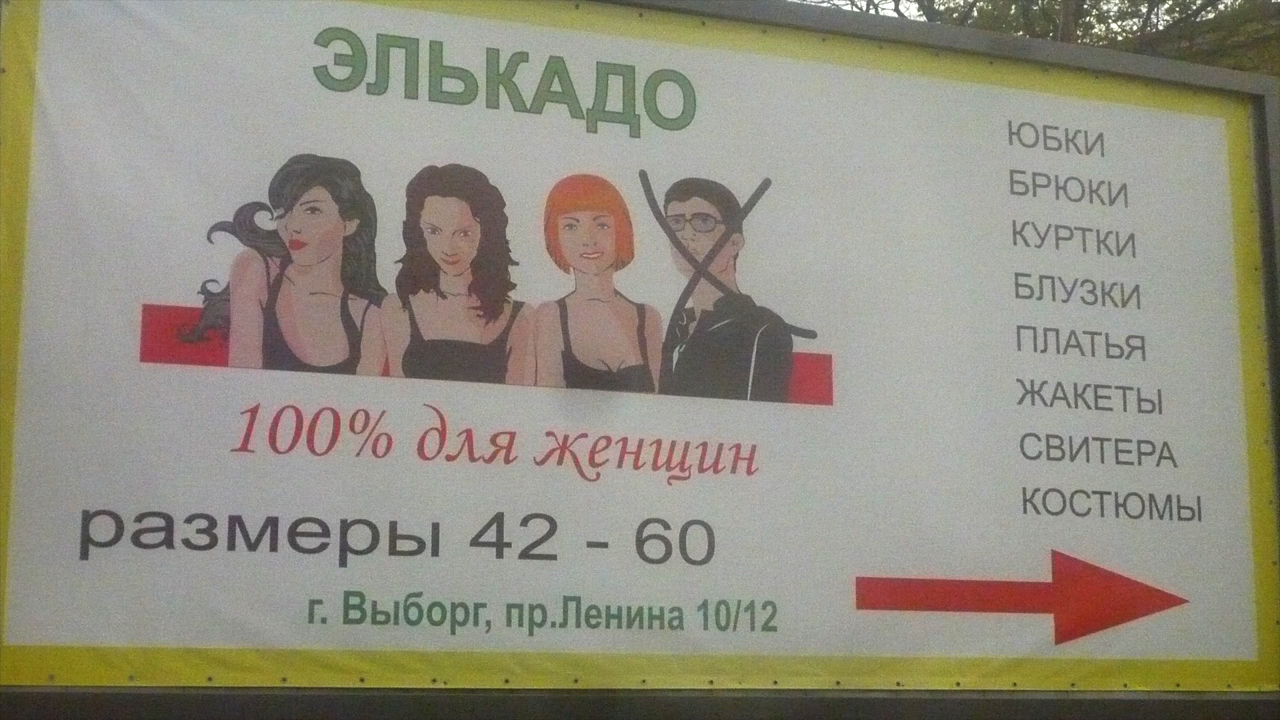 ЭЛЬКАДО
100% для женщин
размеры 42 - 60
г. Выборг, пр.Ленина 10/12
ЮБКИ
БРЮКИ
КУРТКИ
БЛУЗКИ
ПЛАТЬЯ
ЖАКЕТЫ
СВИТЕРА
КОСТЮМЫ